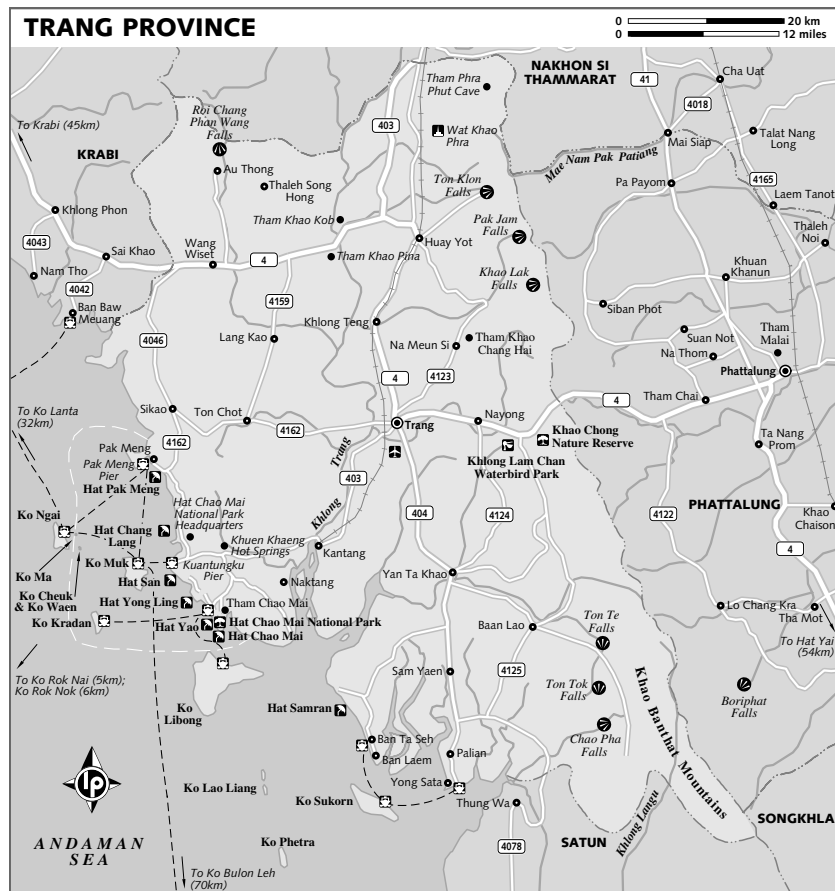 TRANG PROVINCE
0 20 km
0 12 miles
NAKHON SI
THAMMARAT
41
Cha Uat
Tham Phra
Phut Cave
4018
To Krabi (45km)
Roi Chang
Phan Wang
Falls
403
Wat Khao
Phra
Mai Siap
Talat Nang
Long
KRABI
Mae Nam Pak Patiang
Au Thong
Thaleh Song
Hong
Ton Klon
Falls
Pa Payom
4165
Laem Tanot
Khlong Phon
Tham Khao Kob
Pak Jam
Falls
Thaleh
Noi
4043
Sai Khao
Wang
Wiset
4
Tham Khao Pina
Huay Yot
Khao Lak
Falls
Khuan
Khanun
Nam Tho
4042
4159
Siban Phot
Ban Baw
Meuang
Khlong Teng
4046
Lang Kao
Na Meun Si
Tham Khao
Chang Hai
Suan Not
Na Thom
Tham
Malai
4
4123
Phattalung
To Ko Lanta
(32km)
Sikao
Ton Chot
4162
4162
Trang
Nayong
4
Tham Chai
Khao Chong
Nature Reserve
Khlong Lam Chan
Waterbird Park
Ta Nang
Prom
Pak Meng
Pak Meng
Pier
Hat Pak Meng
Khlong Trang
403
404
4124
4122
PHATTALUNG
Khao
Chaison
Ko Ngai
Hat Chao Mai
National Park
Headquarters
Hat Chang
Lang
Khuen Khaeng
Hot Springs
Kantang
4
Ko Ma
Ko Muk
Kuantungku
Pier
Yan Ta Khao
Ko Cheuk
& Ko Waen
Hat San
Naktang
Hat Yong Ling
Tham Chao Mai
Lo Chang Kra
Tha Mot
Ko Kradan
Hat Yao
Hat Chao Mai National Park
Hat Chao Mai
Baan Lao
Ton Te
Falls
To Hat Yai
(54km)
To Ko Rok Nai (5km);
Ko Rok Nok (6km)
Sam Yaen
4125
Ton Tok
Falls
Khao Banthat Mountains
Boriphat
Falls
Ko
Libong
Hat Samran
Chao Pha
Falls
Ban Ta Seh
Ban Laem
Palian
LP
Ko Lao Liang
Yong Sata
Ko Sukorn
Thung Wa
Khlong Langu
SONGKHLA
ANDAMAN
SEA
Ko Phetra
4078
SATUN
To Ko Bulon Leh
(70km)